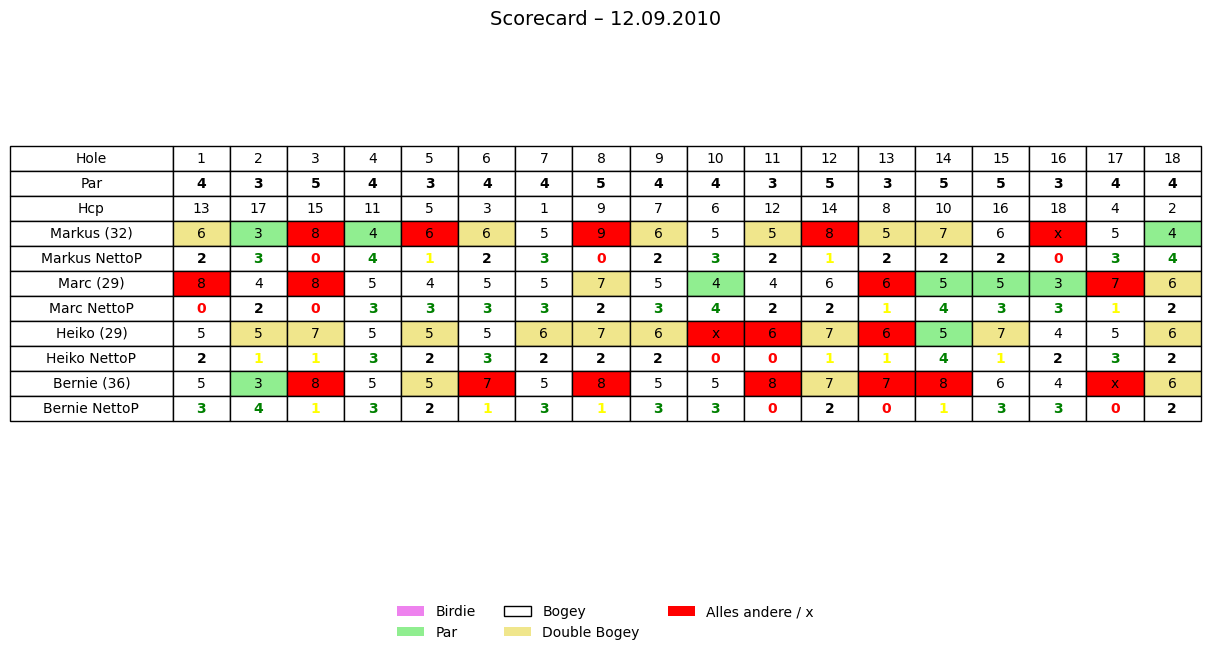 Scorecard – 12.09.2010
Hole 1 2 3 4 5 6 7 8 9 10 11 12 13 14 15 16 17 18
Par 4 3 5 4 3 4 4 5 4 4 3 5 3 5 5 3 4 4
Hcp 13 17 15 11 5 3 1 9 7 6 12 14 8 10 16 18 4 2
Markus (32) 6 3 8 4 6 6 5 9 6 5 5 8 5 7 6 x 5 4
Markus NettoP 2 3 0 4 1 2 3 0 2 3 2 1 2 2 2 0 3 4
Marc (29) 8 4 8 5 4 5 5 7 5 4 4 6 6 5 5 3 7 6
Marc NettoP 0 2 0 3 3 3 3 2 3 4 2 2 1 4 3 3 1 2
Heiko (29) 5 5 7 5 5 5 6 7 6 x 6 7 6 5 7 4 5 6
Heiko NettoP 2 1 1 3 2 3 2 2 2 0 0 1 1 4 1 2 3 2
Bernie (36) 5 3 8 5 5 7 5 8 5 5 8 7 7 8 6 4 x 6
Bernie NettoP 3 4 1 3 2 1 3 1 3 3 0 2 0 1 3 3 0 2
Birdie Bogey Alles andere / x
Par Double Bogey